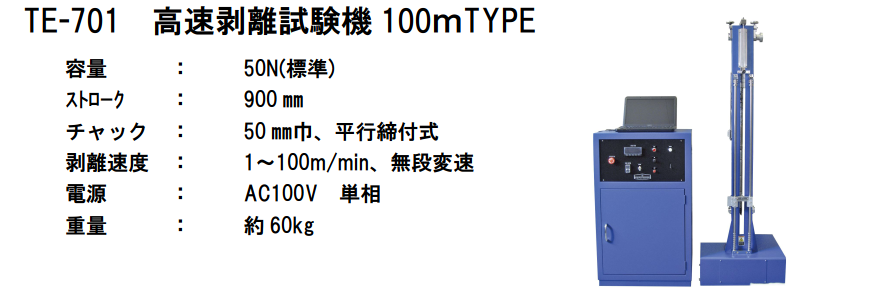 TE-701　高速剥離試験機 100mTYPE
容量　：　50N(標準)
ｽﾄﾛｰｸ　：　900 ㎜
チャック　：　50 ㎜巾、平行締付式
剥離速度　：　1～100m/min、無段変速
電源　：　AC100V　単相
重量　：　約 60kg